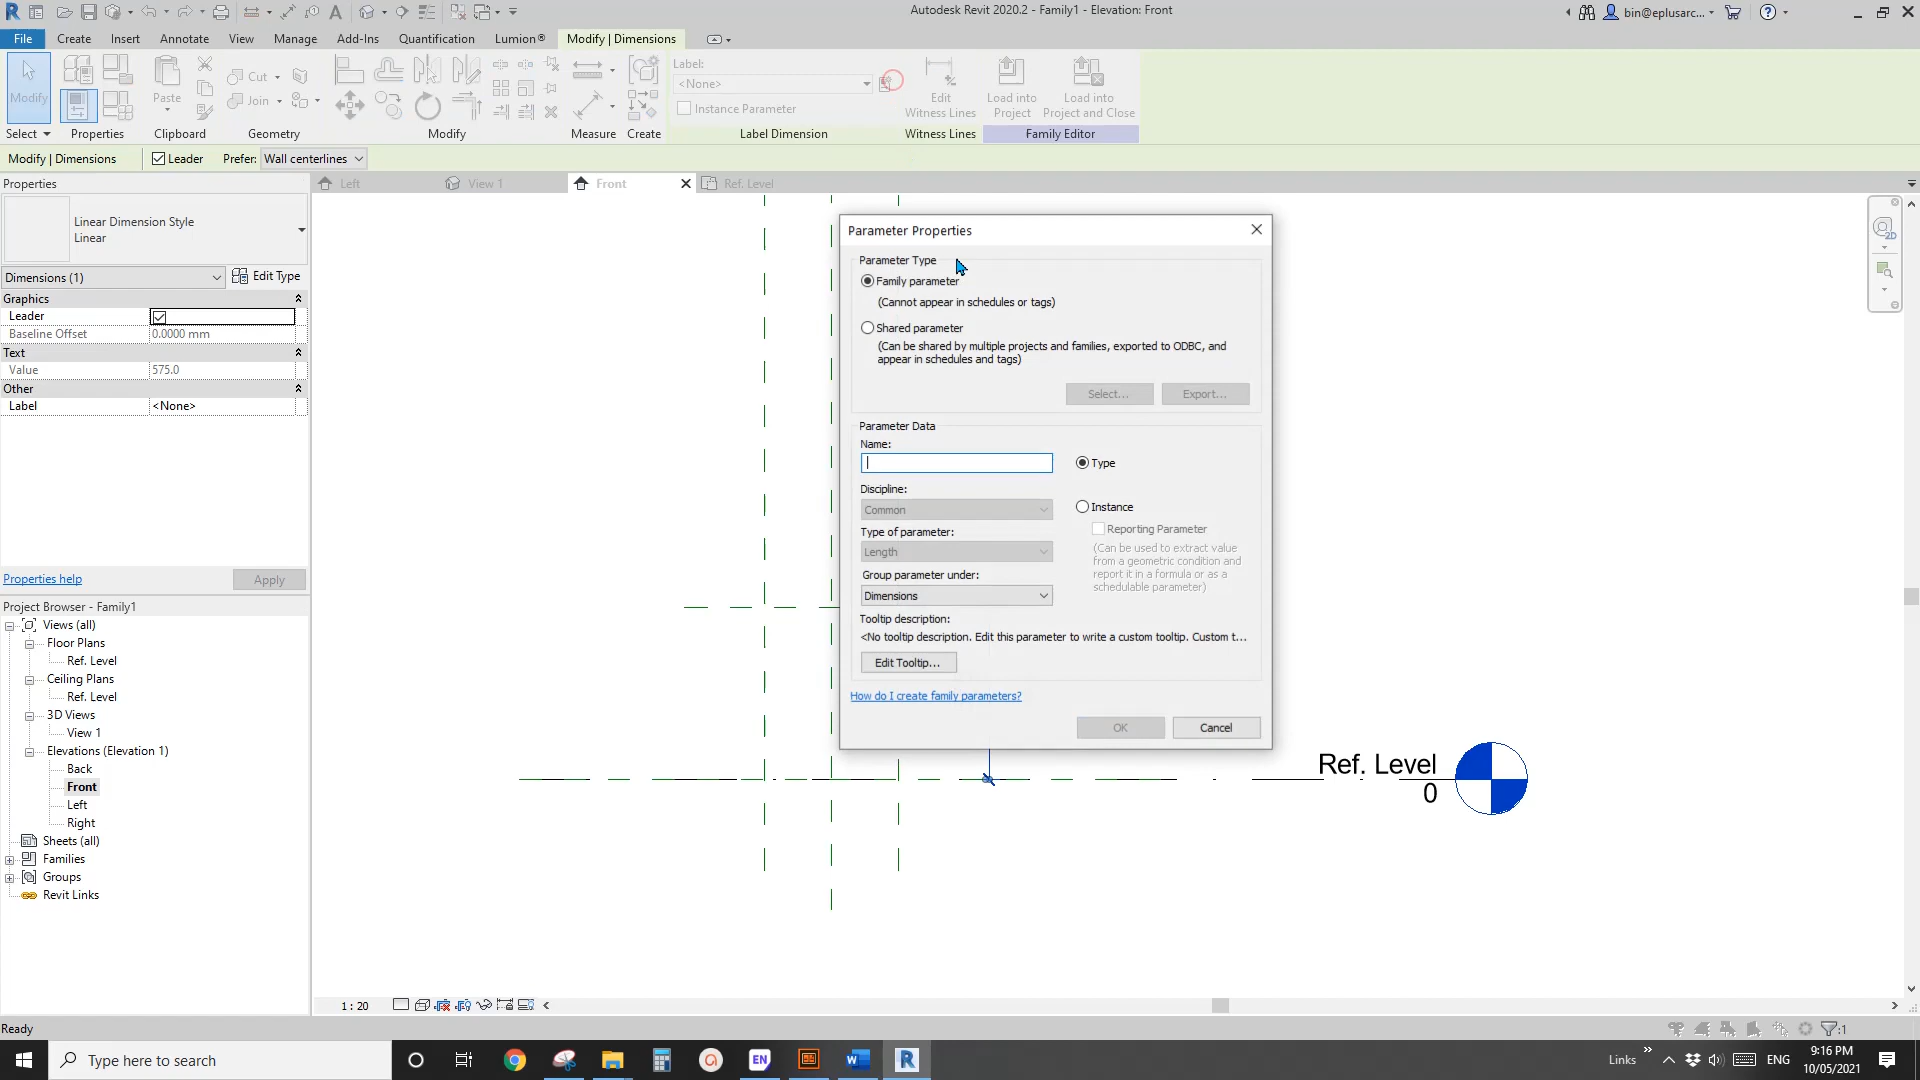 Autodesk Revit 2020.2 - Family1 - Elevation: Front
bin@eplusarc...
File Create Insert Annotate View Manage Add-Ins Quantification Lumion® Modify | Dimensions
Modify
Paste
Cut
Join
Label:
<None>
Instance Parameter
Edit
Witness Lines
Load into
Project
Load into
Project and Close
Select Properties Clipboard Geometry Modify Measure Create Label Dimension Witness Lines Family Editor
Modify | Dimensions Leader Prefer: Wall centerlines
Properties
Left View 1 Front Ref. Level
Linear Dimension Style
Linear
Dimensions (1) Edit Type
Graphics
Leader
Baseline Offset 0.0000 mm
Text
Value 575.0
Other
Label <None>
Properties help Apply
Project Browser - Family1
Views (all)
Floor Plans
Ref. Level
Ceiling Plans
Ref. Level
3D Views
View 1
Elevations (Elevation 1)
Back
Front
Left
Right
Sheets (all)
Families
Groups
Revit Links
Parameter Properties
Parameter Type
Family parameter
(Cannot appear in schedules or tags)
Shared parameter
(Can be shared by multiple projects and families, exported to ODBC, and
appear in schedules and tags)
Select... Export...
Parameter Data
Name:
Type
Discipline:
Common
Instance
Reporting Parameter
(Can be used to extract value
from a geometric condition and
report it in a formula or as a
schedulable parameter)
Type of parameter:
Length
Group parameter under:
Dimensions
Tooltip description:
<No tooltip description. Edit this parameter to write a custom tooltip. Custom t...
Edit Tooltip...
How do I create family parameters?
OK Cancel
Ref. Level
0
2D
1 : 20
Ready
:1
Type here to search
EN
Links
ENG
9:16 PM
10/05/2021